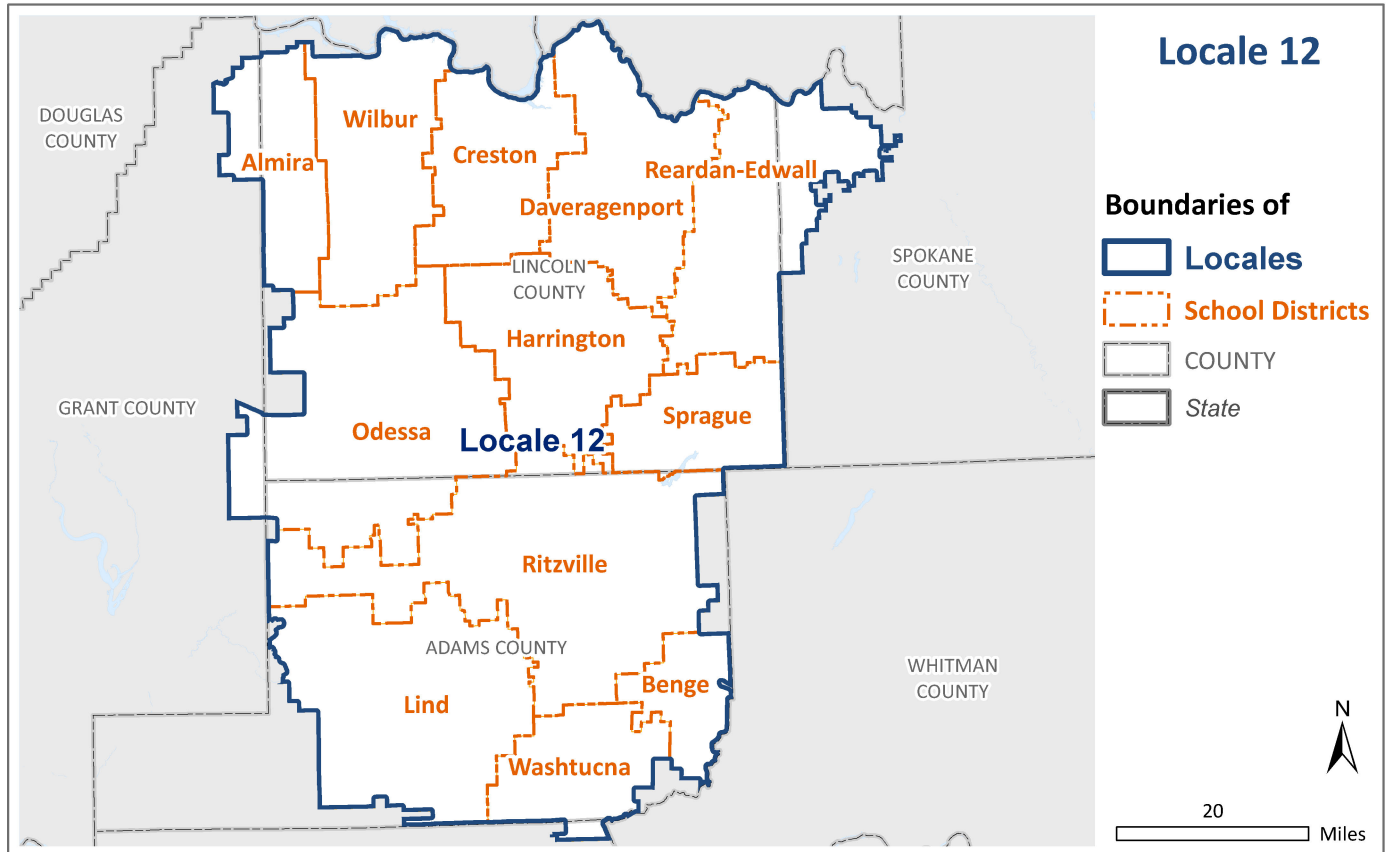 Locale 12
DOUGLAS
COUNTY
Wilbur
Almira
Creston
Reardan-Edwall
Daveragenport
SPOKANE
COUNTY
LINCOLN
COUNTY
Harrington
GRANT COUNTY
Odessa
Sprague
Locale 12
Ritzville
ADAMS COUNTY
WHITMAN
COUNTY
Benge
Lind
Washtucna
Boundaries of
Locales
School Districts
COUNTY
State
N
20
Miles